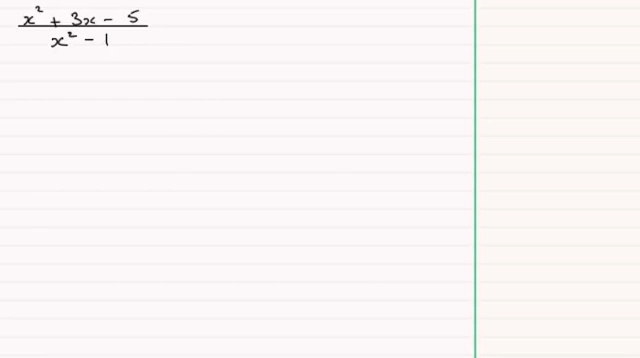 x² + 3x - 5
x² - 1